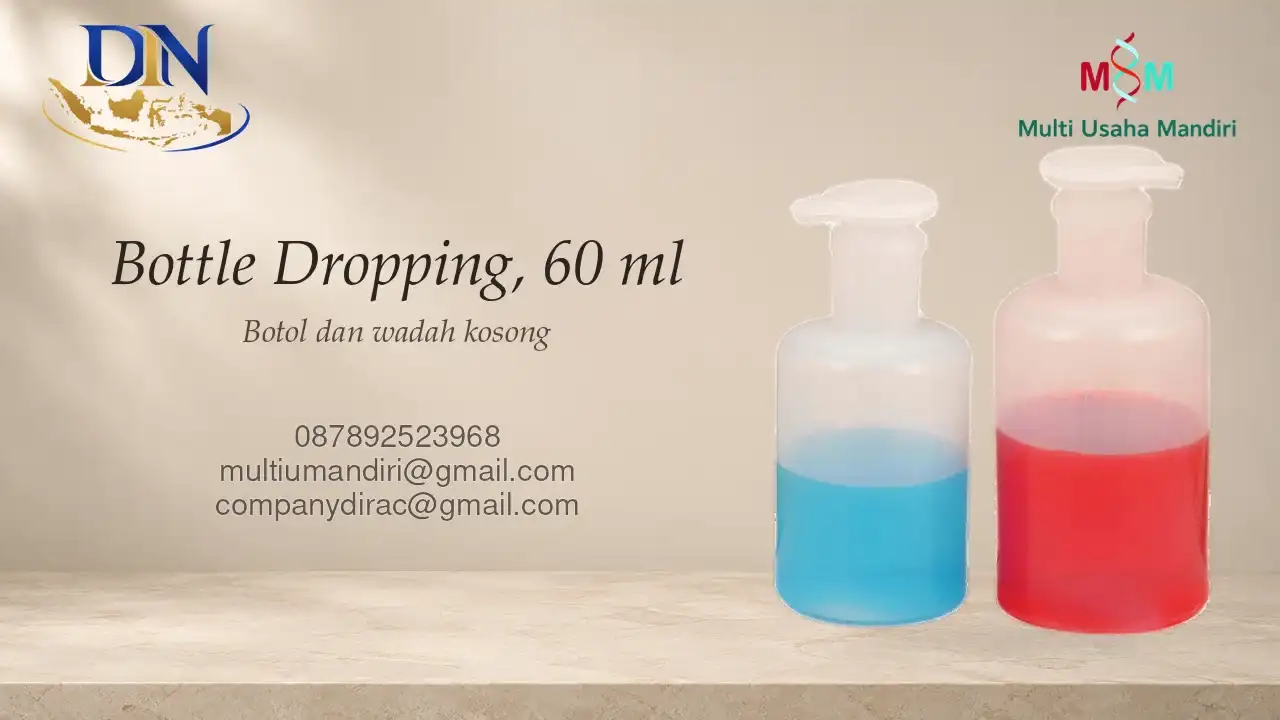 DN
MSM
Multi Usaha Mandiri
Bottle Dropping, 60 ml
Botol dan wadah kosong
087892523968
multiumandiri@gmail.com
companydirac@gmail.com